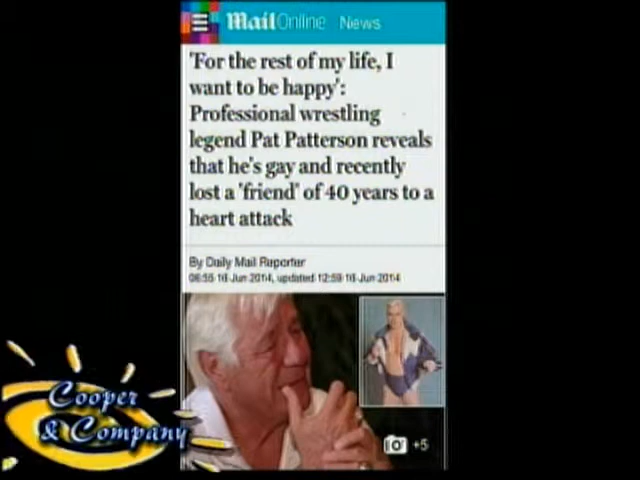 Mail Online News
'For the rest of my life, I
want to be happy':
Professional wrestling
legend Pat Patterson reveals
that he's gay and recently
lost a 'friend' of 40 years to a
heart attack
By Daily Mail Reporter
06:55 16 Jun 2014, updated 12:59 16 Jun 2014
+5
Cooper
& Company